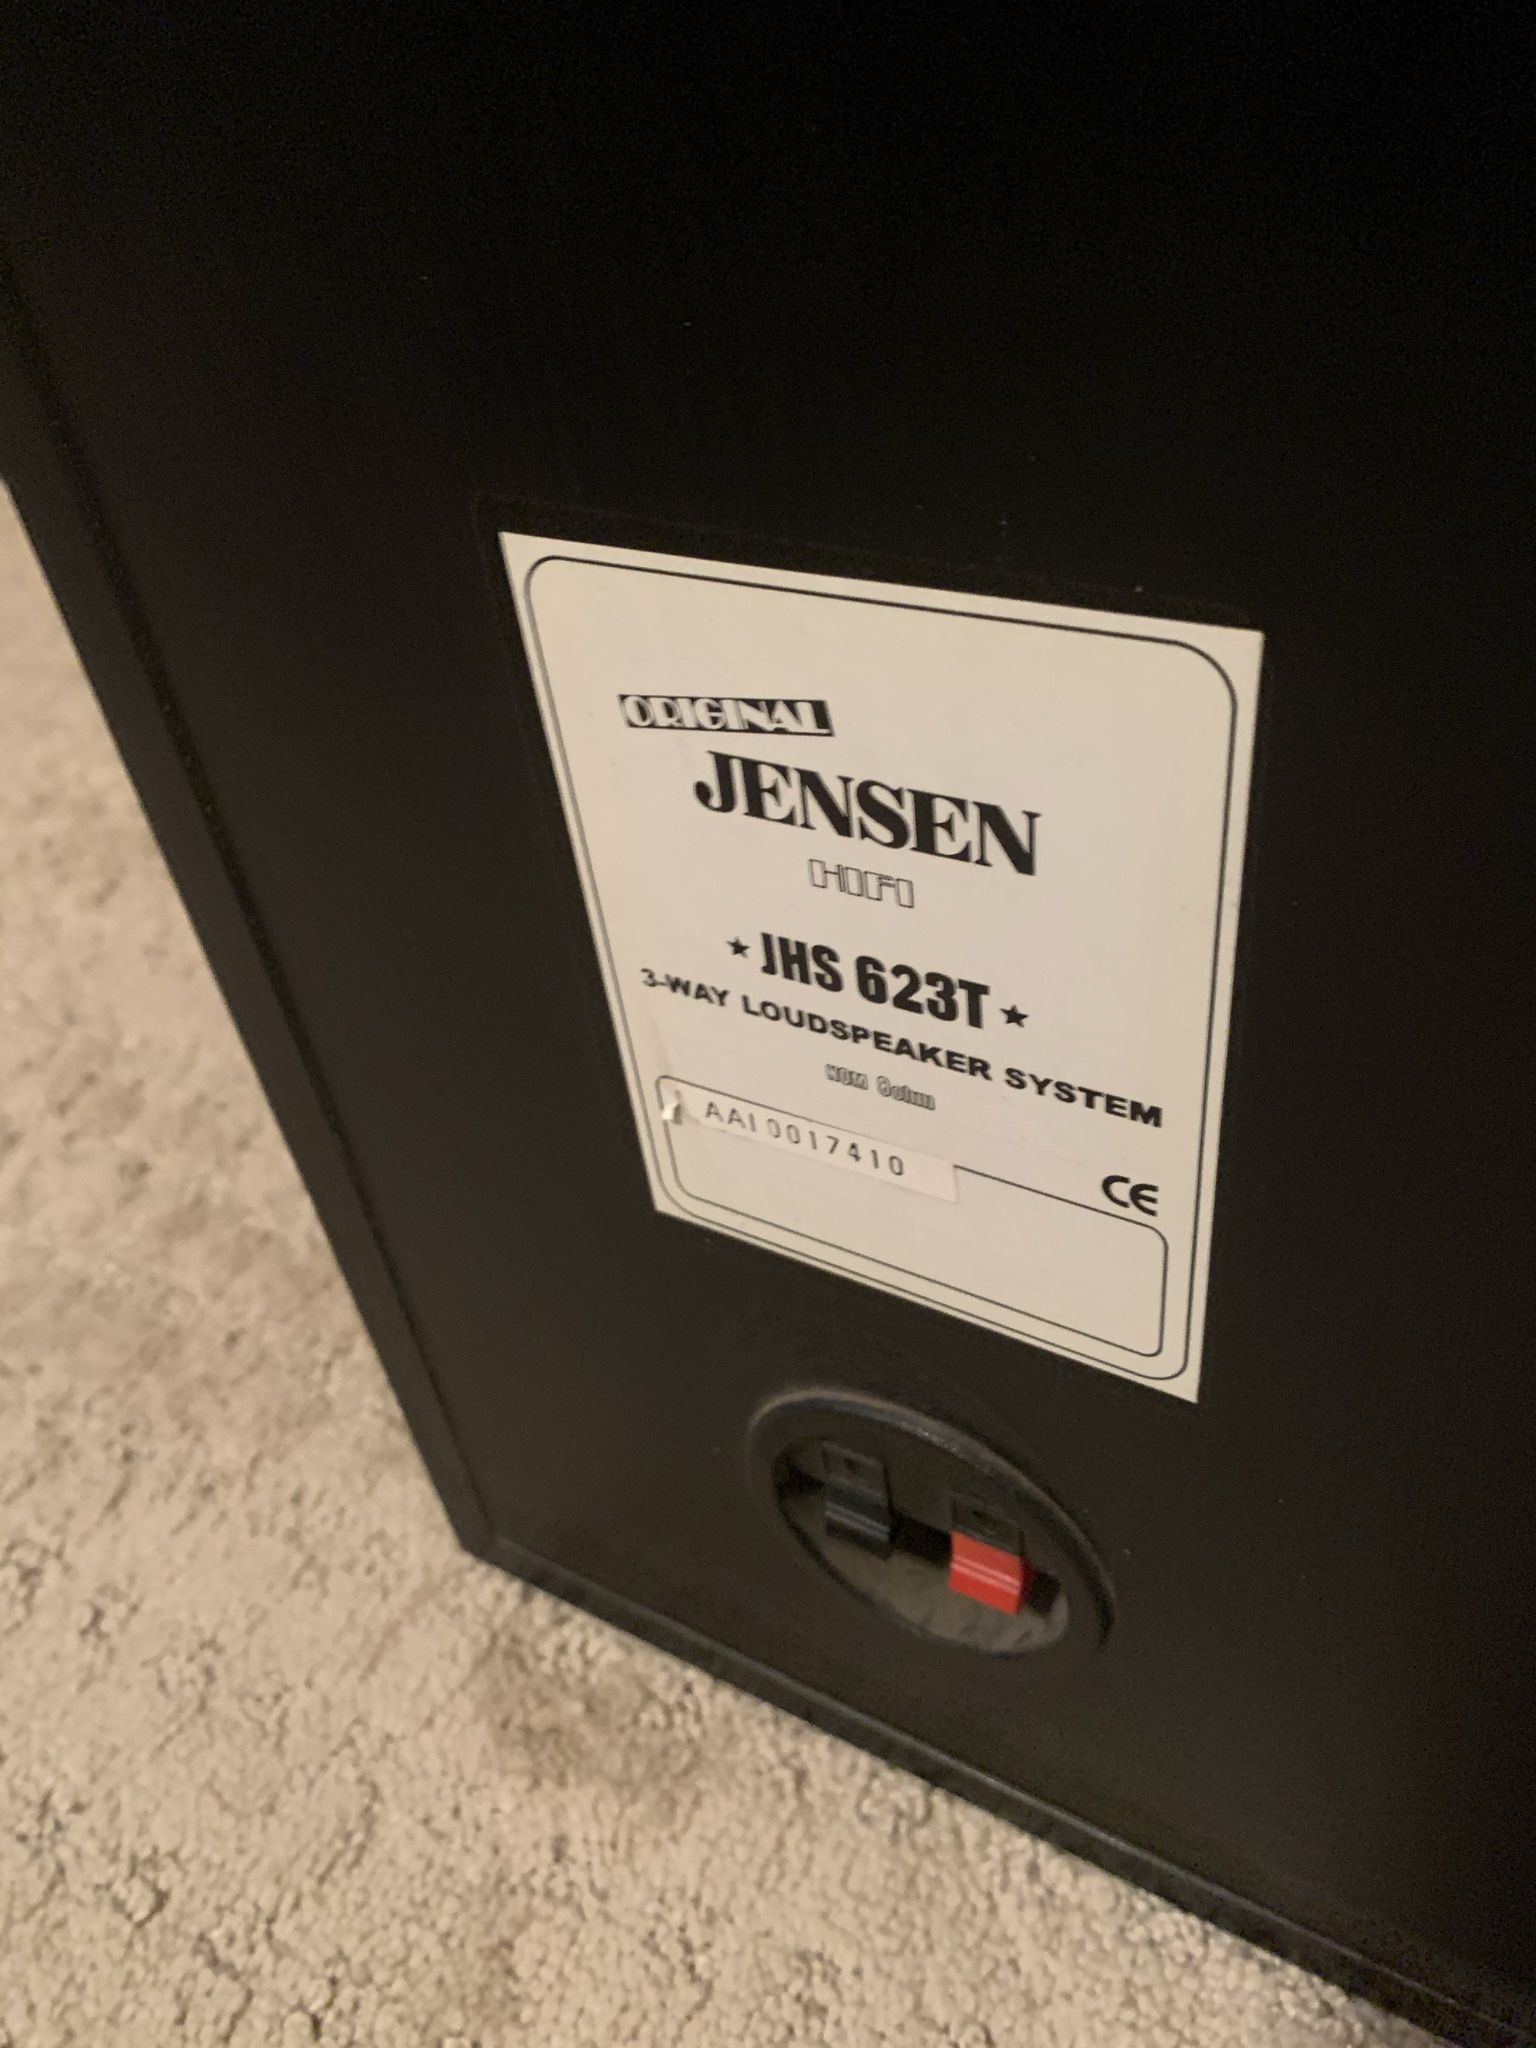 ORIGINAL
JENSEN
HIFI
★ JHS 623T ★
3-WAY LOUDSPEAKER SYSTEM
NOM 8ohm
AAI0017410
CE